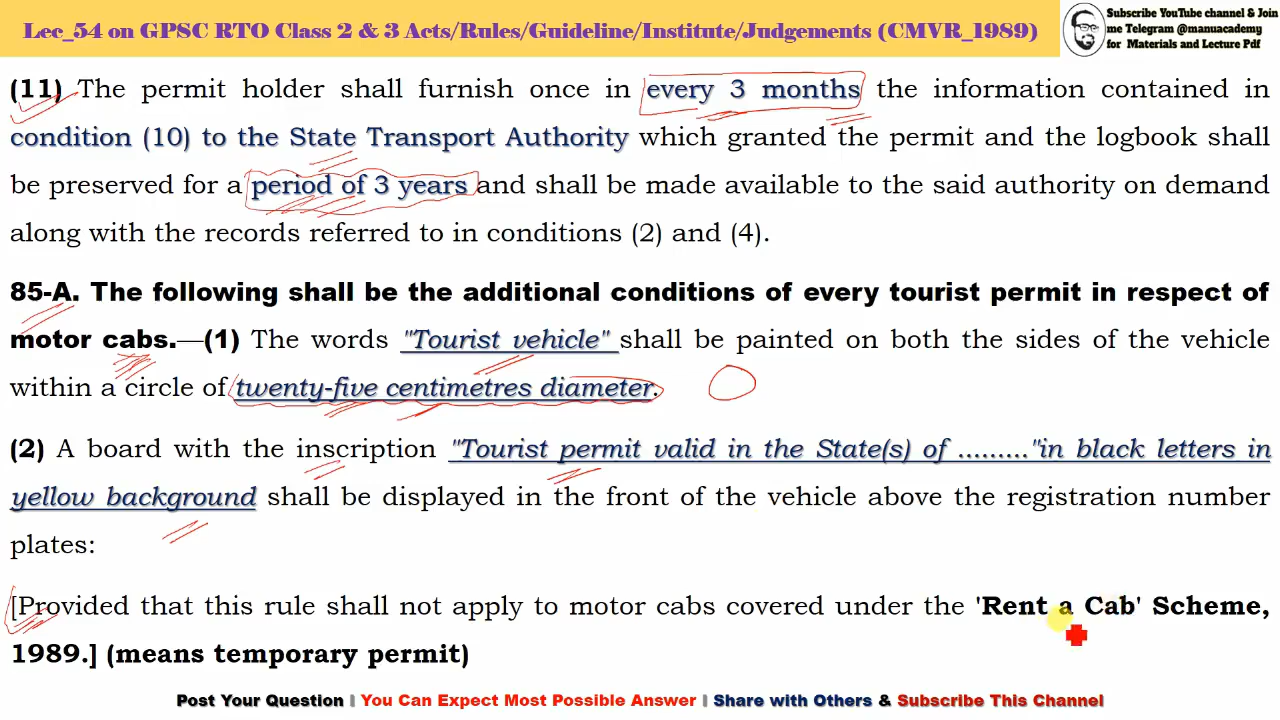 Lec_54 on GPSC RTO Class 2 & 3 Acts/Rules/Guideline/Institute/Judgements (CMVR_1989)
Subscribe YouTube channel & Join
me Telegram @manuacademy
for Materials and Lecture Pdf
(11) The permit holder shall furnish once in every 3 months the information contained in
condition (10) to the State Transport Authority which granted the permit and the logbook shall
be preserved for a period of 3 years and shall be made available to the said authority on demand
along with the records referred to in conditions (2) and (4).
85-A. The following shall be the additional conditions of every tourist permit in respect of
motor cabs.—(1) The words "Tourist vehicle" shall be painted on both the sides of the vehicle
within a circle of twenty-five centimetres diameter.
(2) A board with the inscription "Tourist permit valid in the State(s) of ........."in black letters in
yellow background shall be displayed in the front of the vehicle above the registration number
plates:
[Provided that this rule shall not apply to motor cabs covered under the 'Rent a Cab' Scheme,
1989.] (means temporary permit)
Post Your Question | You Can Expect Most Possible Answer | Share with Others & Subscribe This Channel